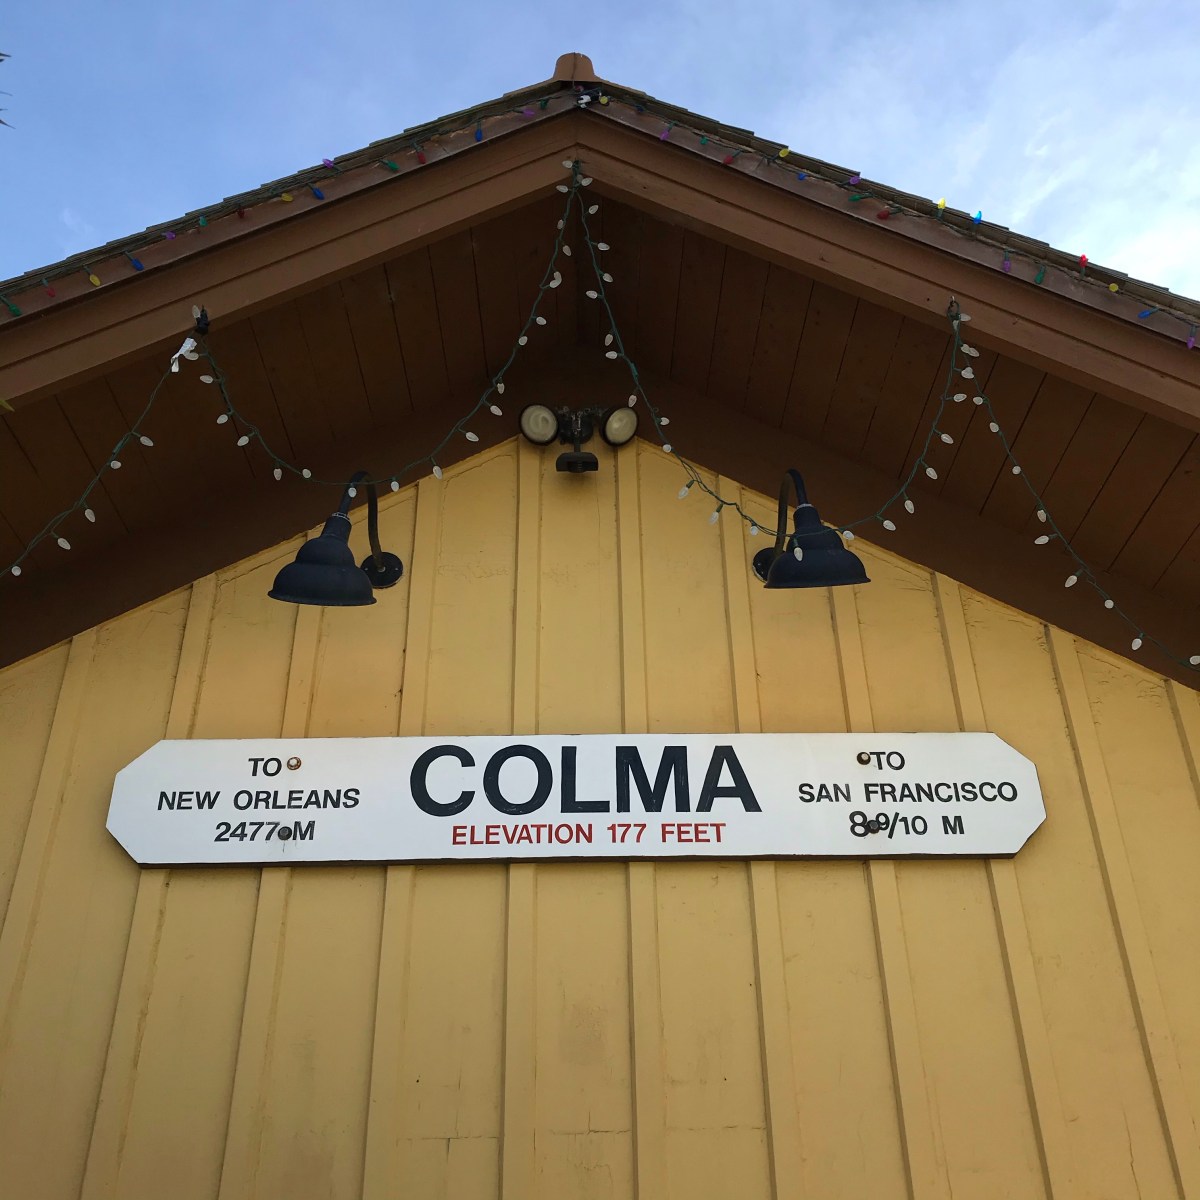 TO
NEW ORLEANS
2477 M
COLMA
ELEVATION 177 FEET
TO
SAN FRANCISCO
8 9/10 M